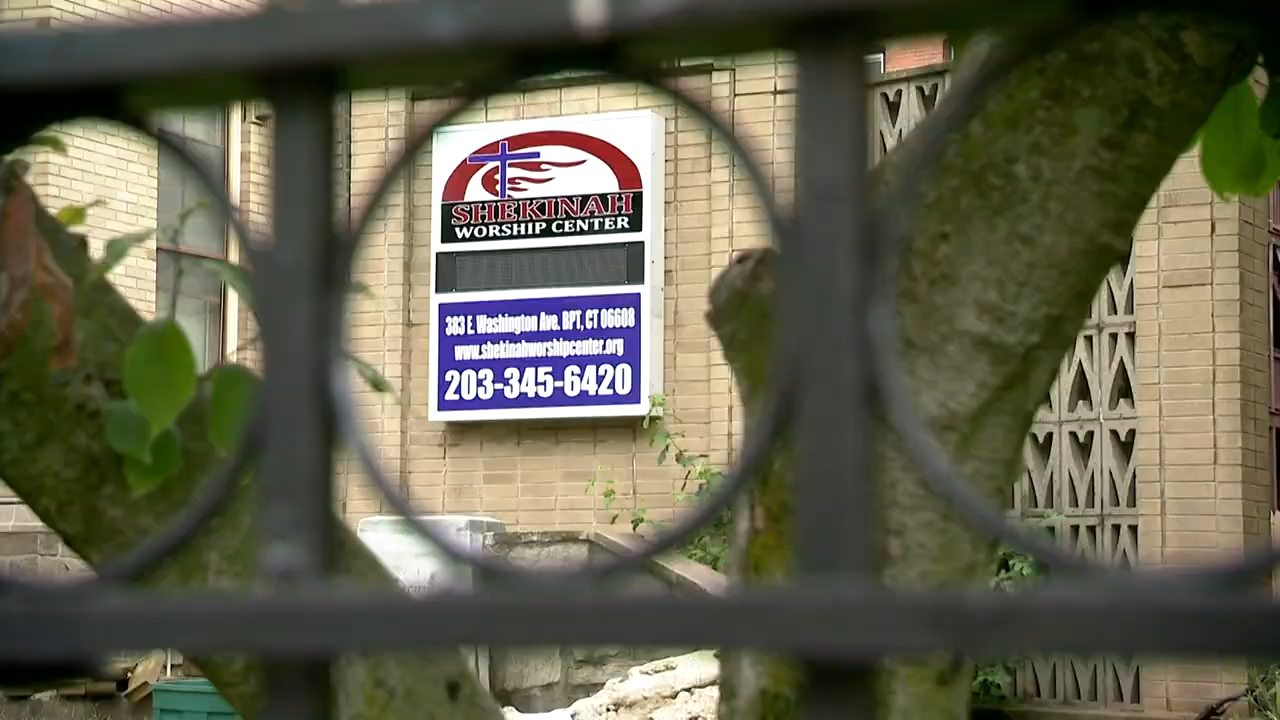 SHEKINAH
WORSHIP CENTER
383 E. Washington Ave. BPT, CT 06608
www.shekinahworshipcenter.org
203-345-6420